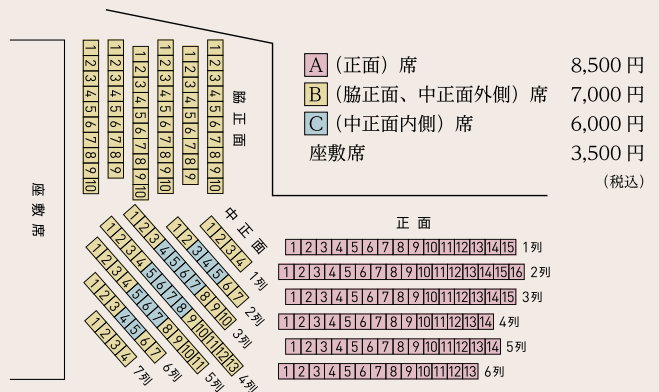 A (正面)席 8,500 円
B (脇正面、中正面外側)席 7,000 円
C (中正面内側)席 6,000 円
座敷席 3,500 円
(税込)
座敷席
脇正面
1 2 3 4 5 6 7 8 9 10
1 2 3 4 5 6 7 8 9
1 2 3 4 5 6 7 8 9 10
1 2 3 4 5 6 7 8 9 10
1 2 3 4 5 6 7 8 9
1 2 3 4 5 6 7 8 9 10
中正面
1 2 3 4 1列
1 2 3 4 5 6 7 2列
1 2 3 4 5 6 7 8 9 10 3列
1 2 3 4 5 6 7 8 9 10 11 12 13 4列
1 2 3 4 5 6 7 8 9 10 11 5列
1 2 3 4 5 6 7 6列
1 2 3 4 7列
正面
1 2 3 4 5 6 7 8 9 10 11 12 13 14 15 1列
1 2 3 4 5 6 7 8 9 10 11 12 13 14 15 16 2列
1 2 3 4 5 6 7 8 9 10 11 12 13 14 15 3列
1 2 3 4 5 6 7 8 9 10 11 12 13 14 4列
1 2 3 4 5 6 7 8 9 10 11 12 13 14 5列
1 2 3 4 5 6 7 8 9 10 11 12 13 6列